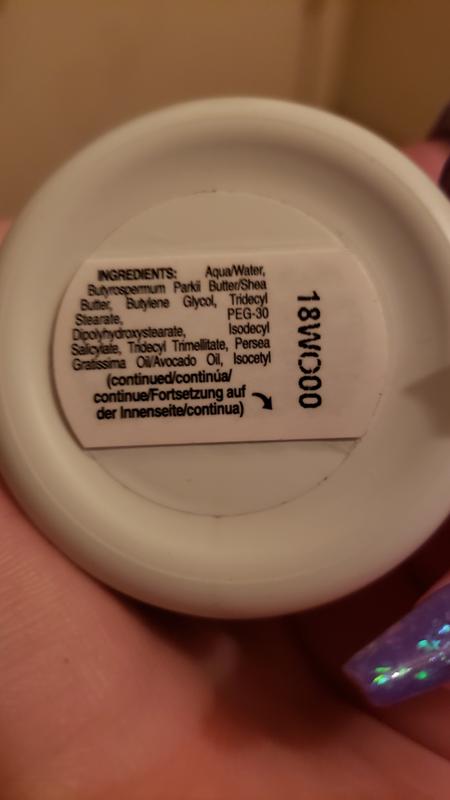 INGREDIENTS: Aqua/Water,
Butyrospermum Parkii Butter/Shea
Butter, Butylene Glycol, Tridecyl
Stearate, PEG-30
Dipolyhydroxystearate, Isodecyl
Salicylate, Tridecyl Trimellitate, Persea
Gratissima Oil/Avocado Oil, Isocetyl
(continued/continúa/
continue/Fortsetzung auf
der Innenseite/continua)
18WO00